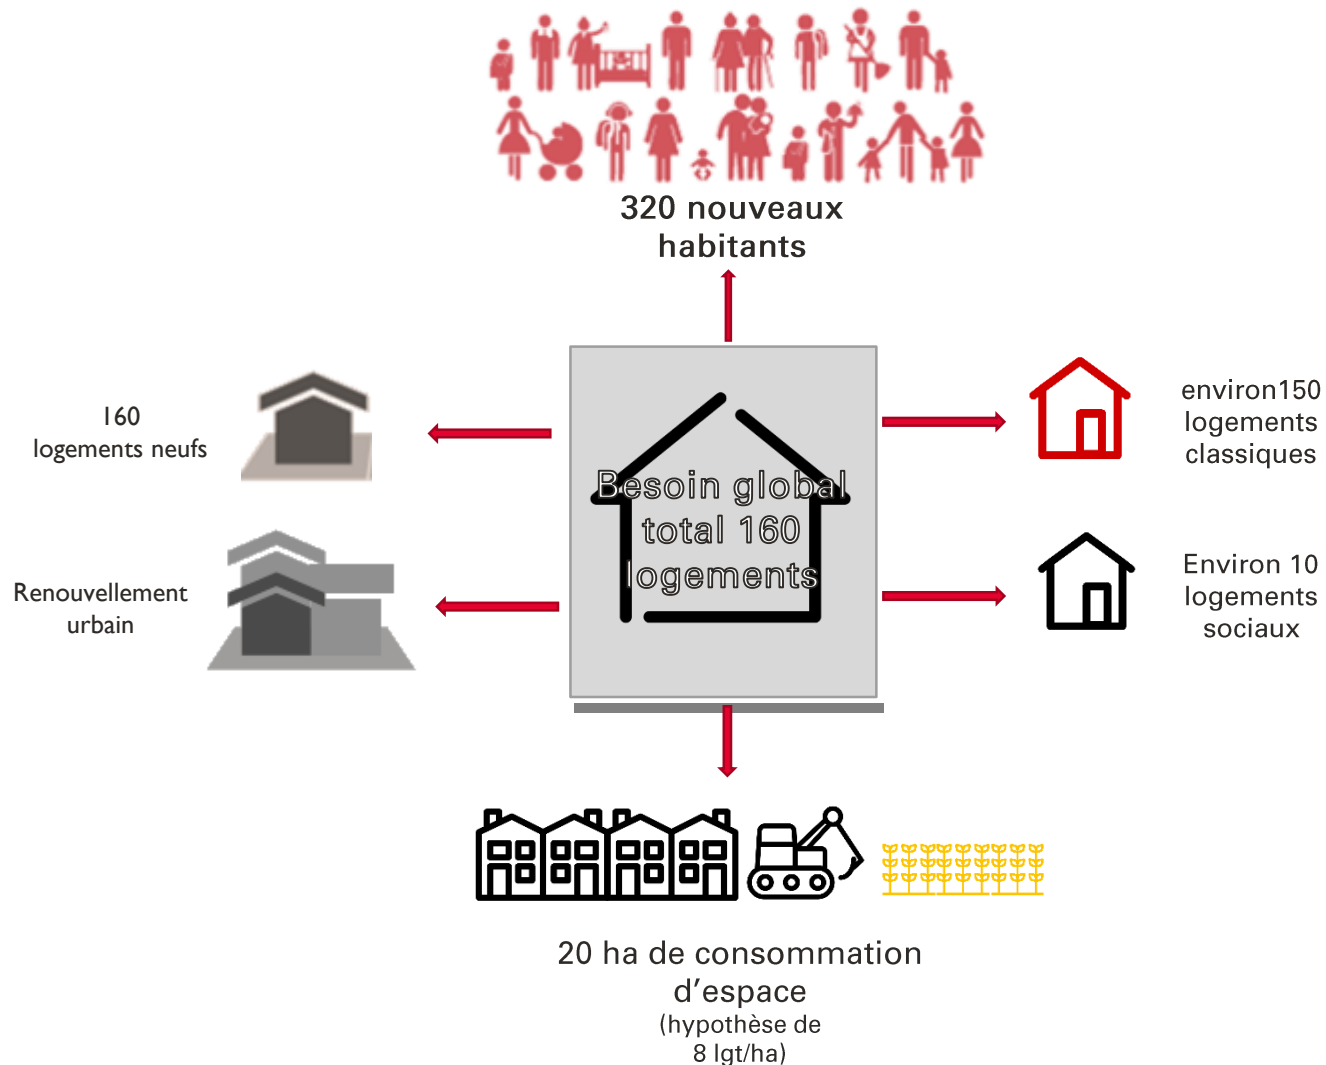 320 nouveaux
habitants
160
logements neufs
Renouvellement
urbain
Besoin global
total 160
logements
environ150
logements
classiques
Environ 10
logements
sociaux
20 ha de consommation
d’espace
(hypothèse de
8 lgt/ha)